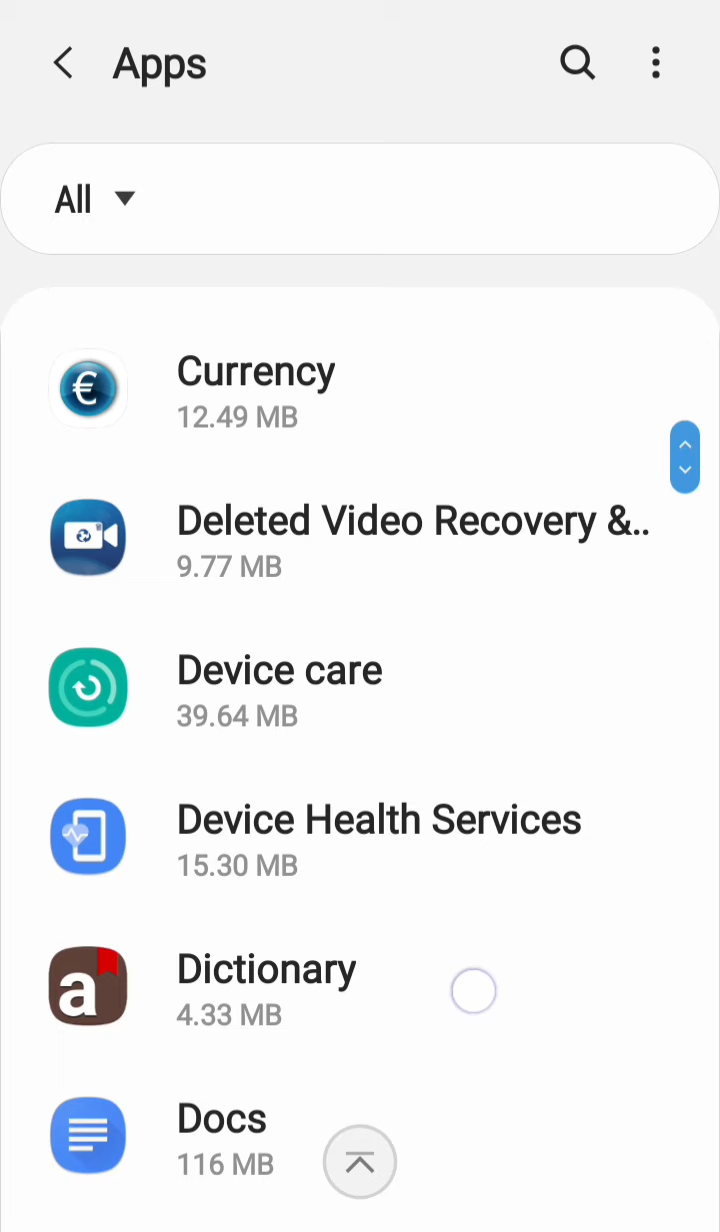 Apps
All
Currency
12.49 MB
Deleted Video Recovery &..
9.77 MB
Device care
39.64 MB
Device Health Services
15.30 MB
Dictionary
4.33 MB
Docs
116 MB